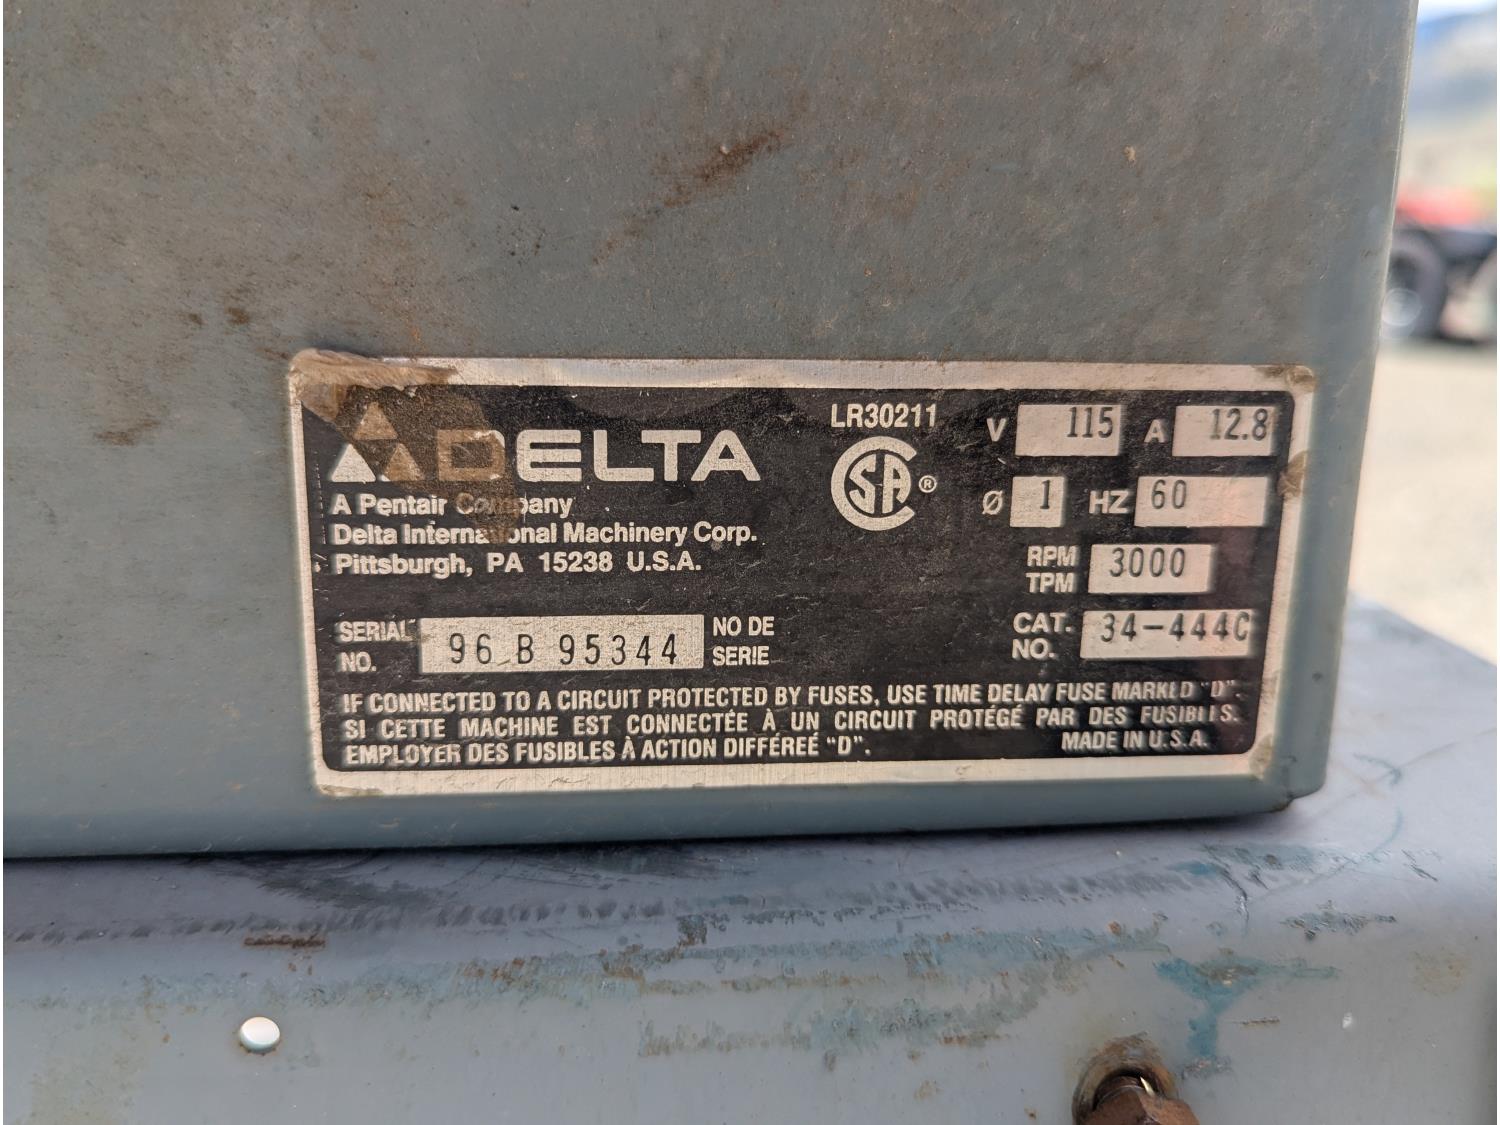 DELTA
A Pentair Company
Delta International Machinery Corp.
Pittsburgh, PA 15238 U.S.A.
LR30211
CSA®
V 115 A 12.8
Ø 1 HZ 60
RPM
TPM 3000
SERIAL NO. 96 B 95344 NO DE SERIE
CAT. NO. 34-444C
IF CONNECTED TO A CIRCUIT PROTECTED BY FUSES, USE TIME DELAY FUSE MARKED "D".
SI CETTE MACHINE EST CONNECTÉE À UN CIRCUIT PROTÉGÉ PAR DES FUSIBLES.
EMPLOYER DES FUSIBLES À ACTION DIFFÉREÉ "D".
MADE IN U.S.A.